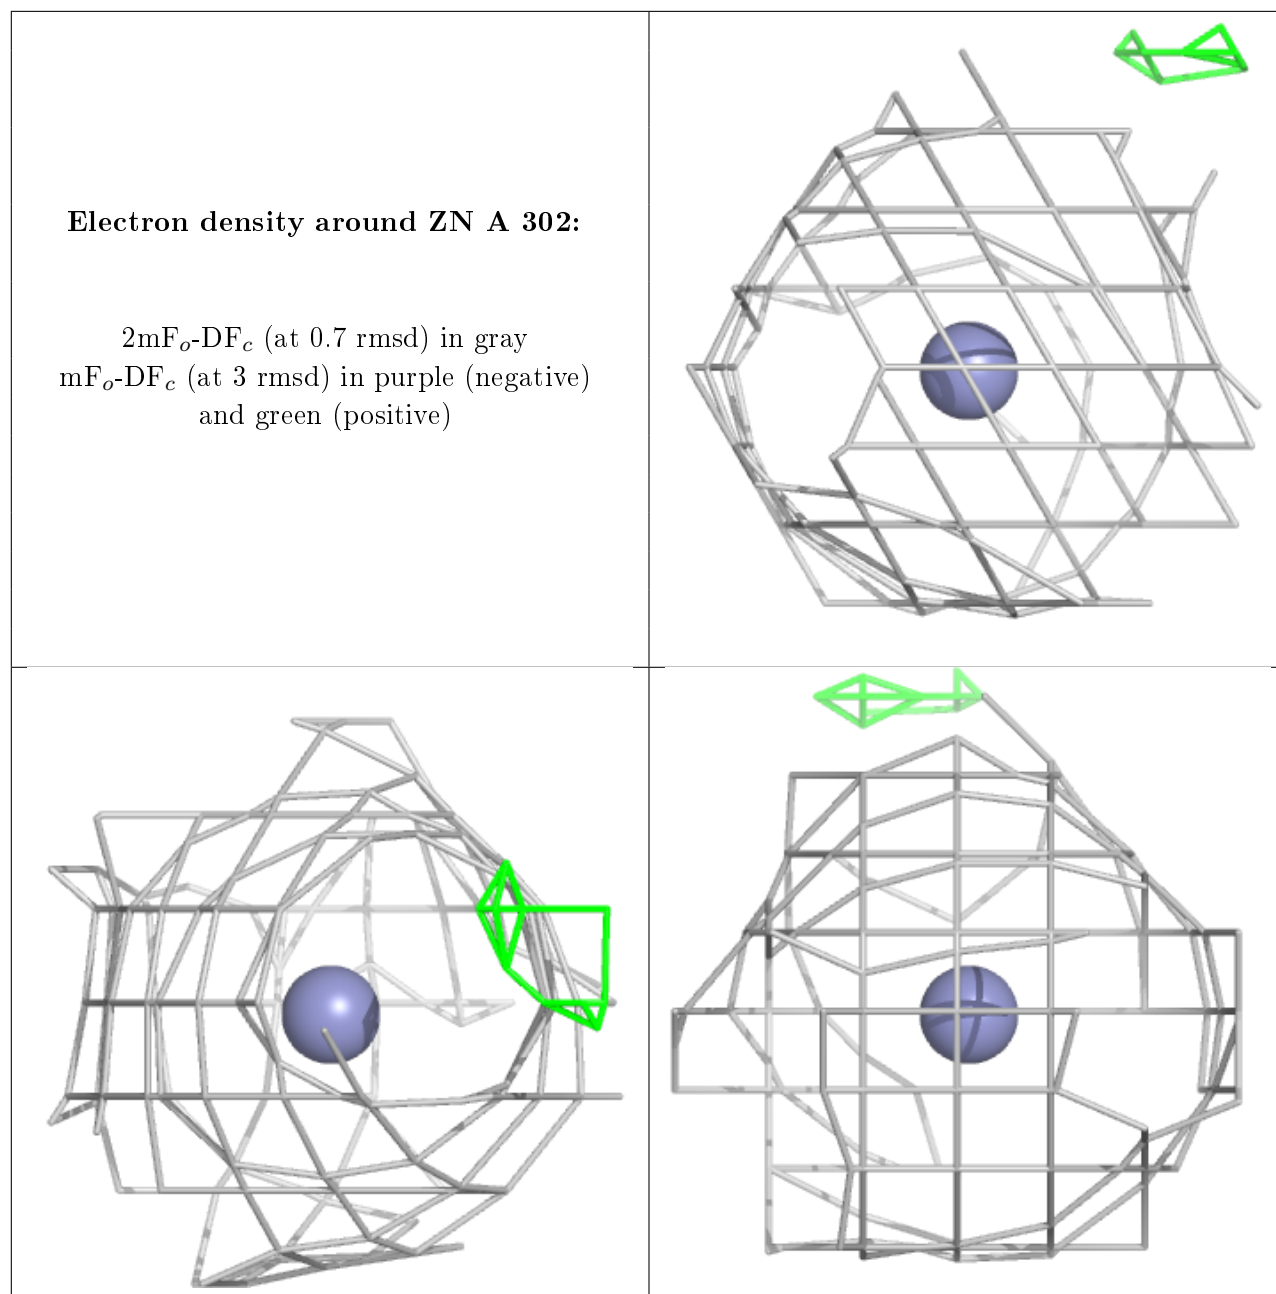 Electron density around ZN A 302:
2mFo-DFc (at 0.7 rmsd) in gray
mFo-DFc (at 3 rmsd) in purple (negative)
and green (positive)